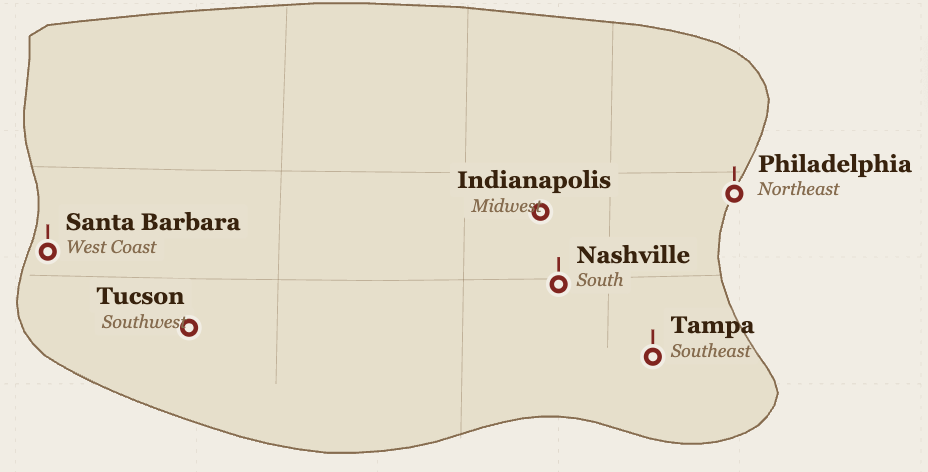 Philadelphia
Northeast
Indianapolis
Midwest
Santa Barbara
West Coast
Nashville
South
Tucson
Southwest
Tampa
Southeast